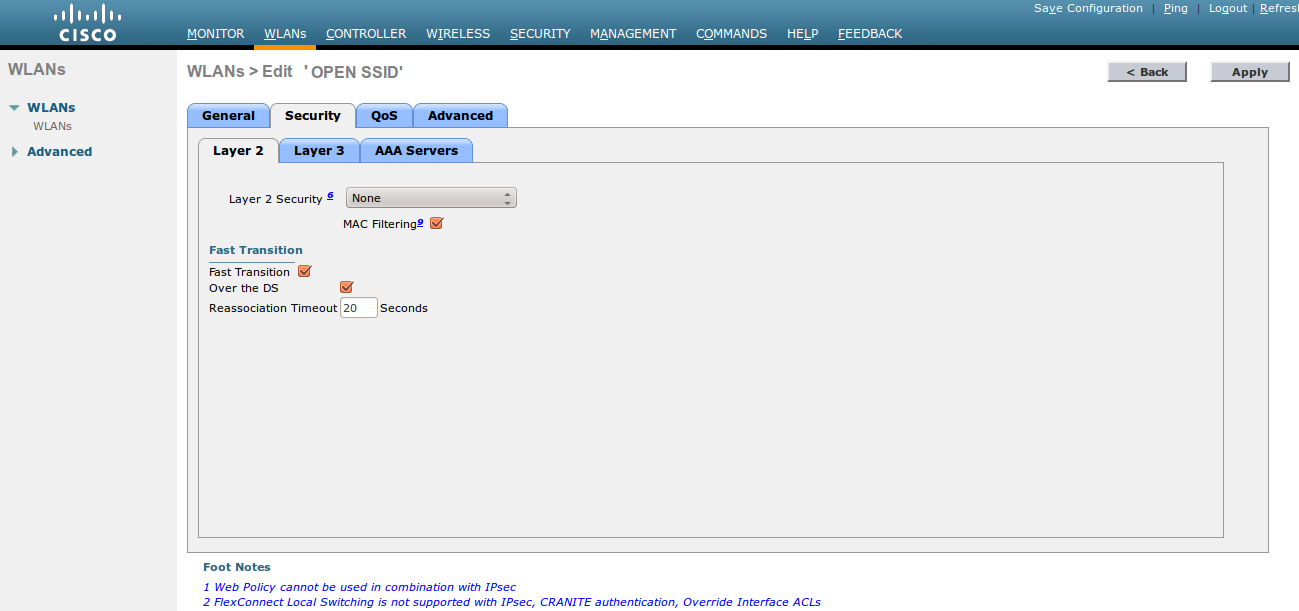 Save Configuration | Ping | Logout | Refresh
CISCO
MONITOR WLANs CONTROLLER WIRELESS SECURITY MANAGEMENT COMMANDS HELP FEEDBACK
WLANs
WLANs > Edit 'OPEN SSID'
< Back
Apply
WLANs
WLANs
Advanced
General Security QoS Advanced
Layer 2 Layer 3 AAA Servers
Layer 2 Security 6 None
MAC Filtering 9
Fast Transition
Fast Transition
Over the DS
Reassociation Timeout 20 Seconds
Foot Notes
1 Web Policy cannot be used in combination with IPsec
2 FlexConnect Local Switching is not supported with IPsec, CRANITE authentication, Override Interface ACLs